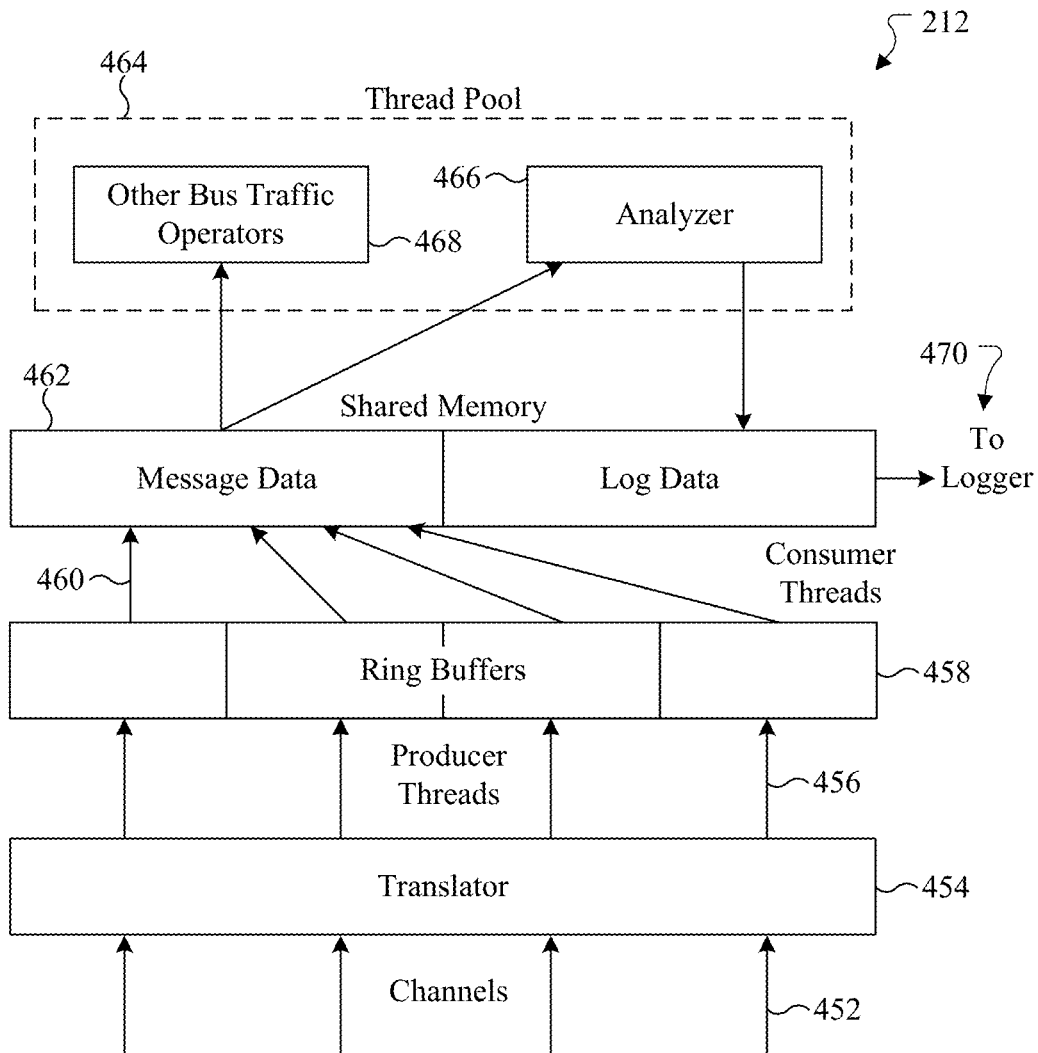 212
464
Thread Pool
Other Bus Traffic
Operators
468
466
Analyzer
462
Shared Memory
470
To
Logger
Message Data
Log Data
460
Consumer
Threads
Ring Buffers
458
Producer
Threads
456
Translator
454
Channels
452